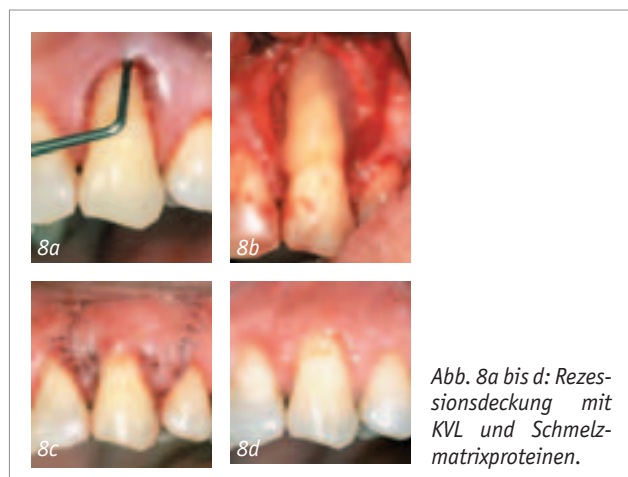 8a
8b
8c
8d
Abb. 8a bis d: Rezes-
sionsdeckung mit
KVL und Schmelz-
matrixproteinen.